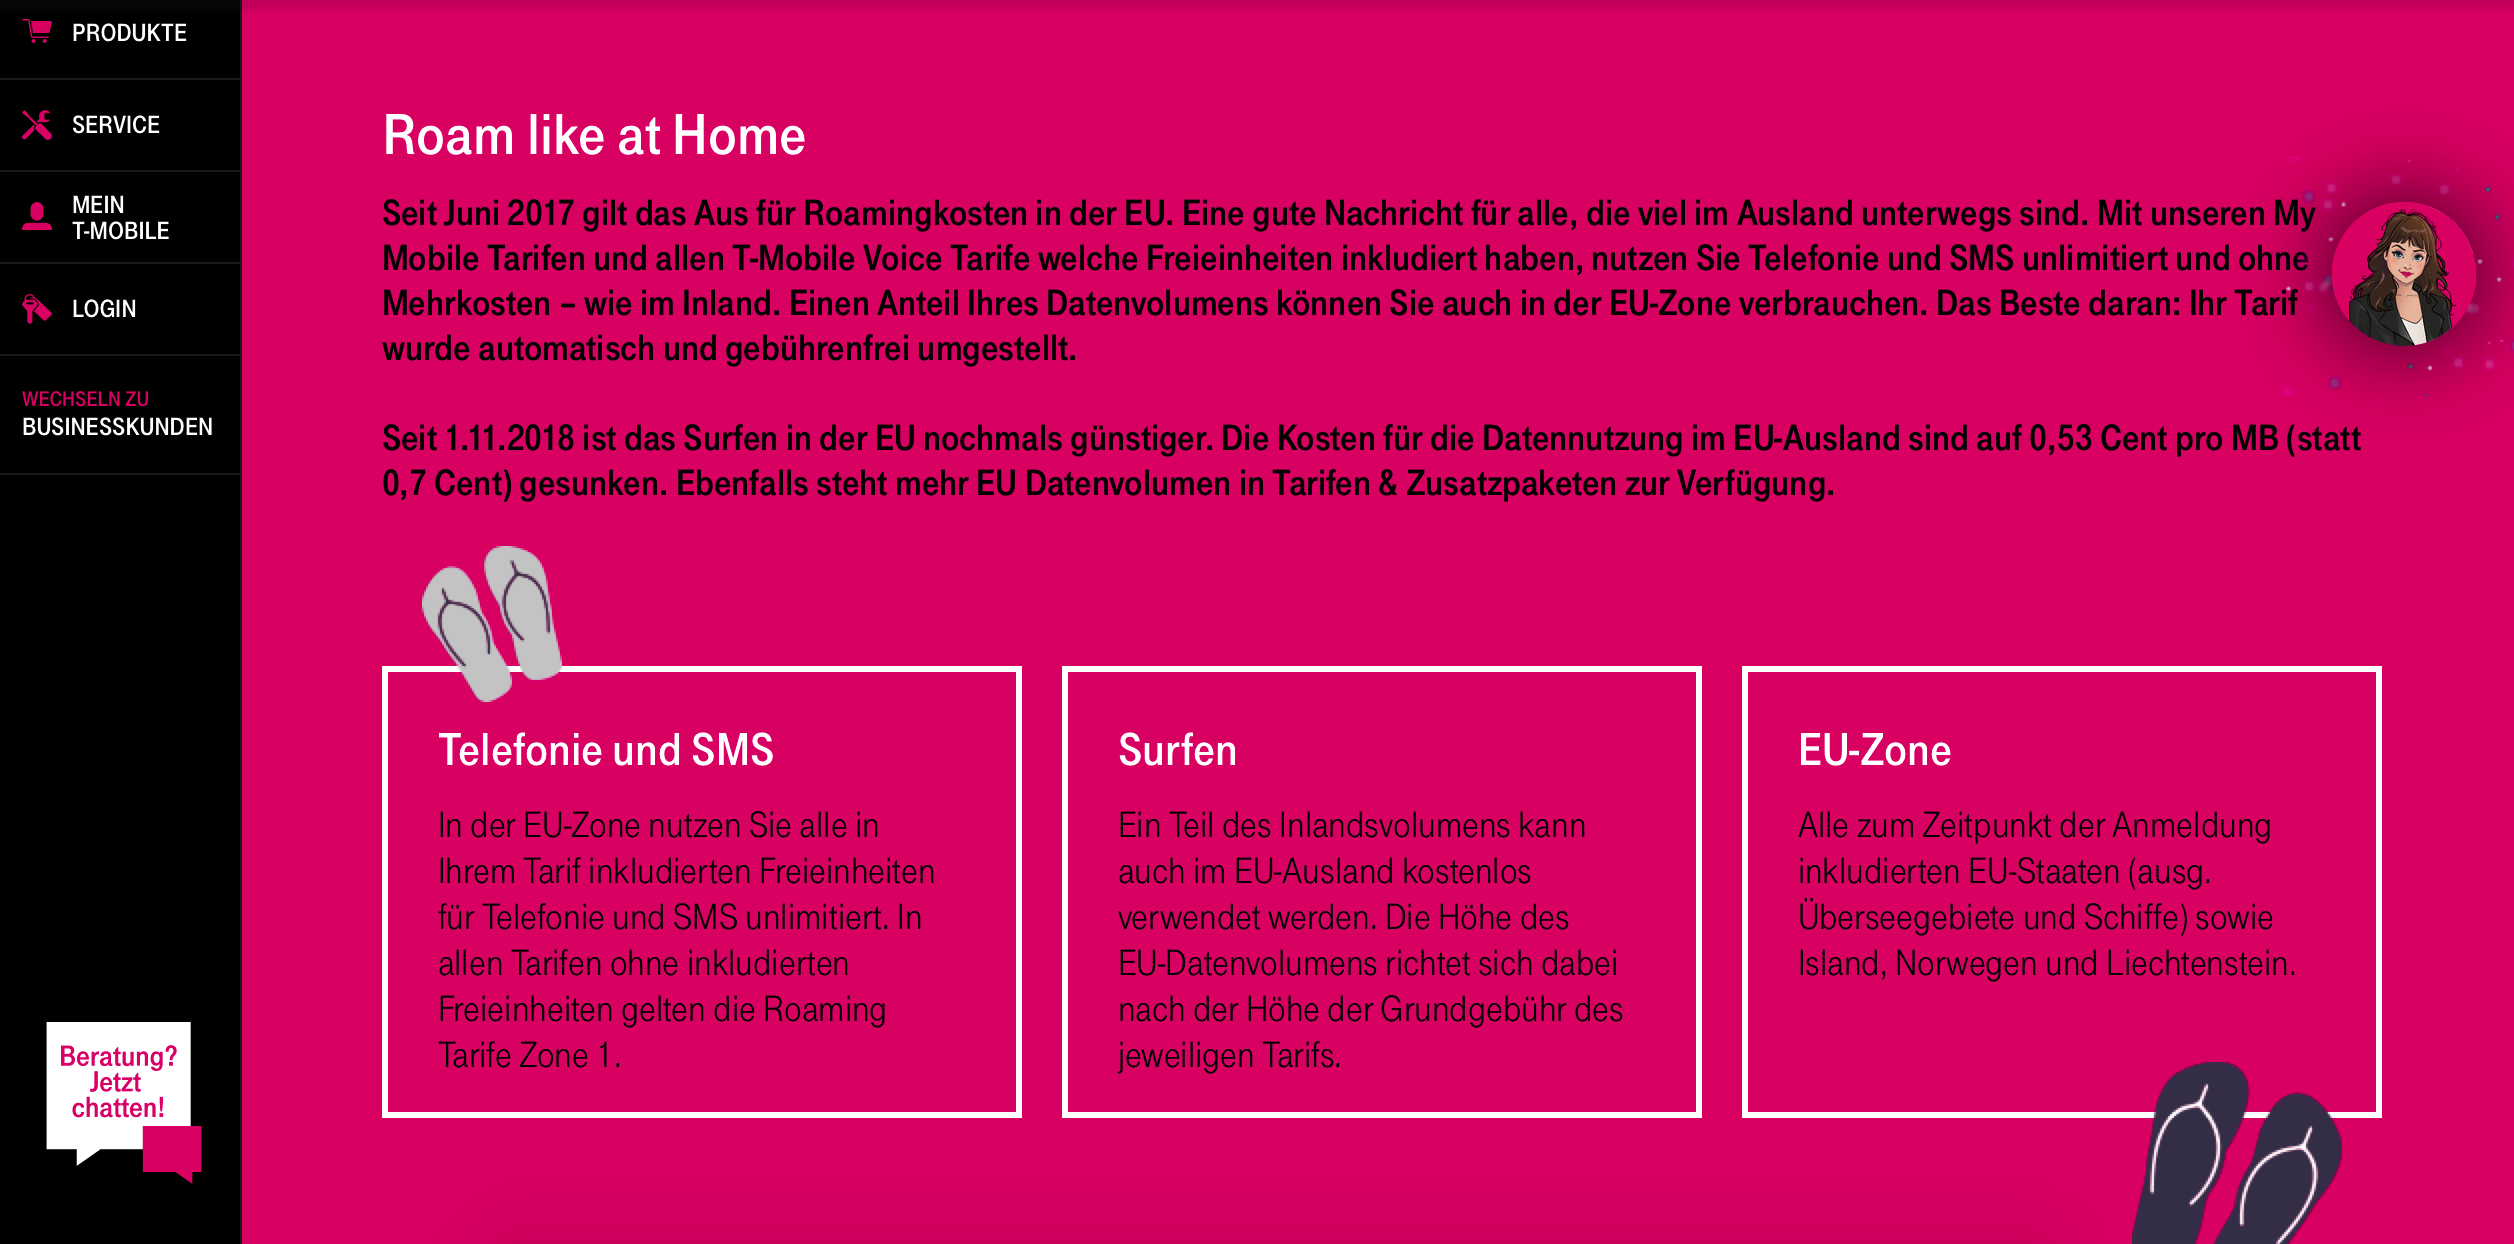 PRODUKTE
SERVICE
MEIN
T-MOBILE
LOGIN
WECHSELN ZU
BUSINESSKUNDEN
Beratung?
Jetzt
chatten!
Roam like at Home
Seit Juni 2017 gilt das Aus für Roamingkosten in der EU. Eine gute Nachricht für alle, die viel im Ausland unterwegs sind. Mit unseren My
Mobile Tarifen und allen T-Mobile Voice Tarife welche Freieinheiten inkludiert haben, nutzen Sie Telefonie und SMS unlimitiert und ohne
Mehrkosten – wie im Inland. Einen Anteil Ihres Datenvolumens können Sie auch in der EU-Zone verbrauchen. Das Beste daran: Ihr Tarif
wurde automatisch und gebührenfrei umgestellt.
Seit 1.11.2018 ist das Surfen in der EU nochmals günstiger. Die Kosten für die Datennutzung im EU-Ausland sind auf 0,53 Cent pro MB (statt
0,7 Cent) gesunken. Ebenfalls steht mehr EU Datenvolumen in Tarifen & Zusatzpaketen zur Verfügung.
Telefonie und SMS
In der EU-Zone nutzen Sie alle in
Ihrem Tarif inkludierten Freieinheiten
für Telefonie und SMS unlimitiert. In
allen Tarifen ohne inkludierten
Freieinheiten gelten die Roaming
Tarife Zone 1.
Surfen
Ein Teil des Inlandsvolumens kann
auch im EU-Ausland kostenlos
verwendet werden. Die Höhe des
EU-Datenvolumens richtet sich dabei
nach der Höhe der Grundgebühr des
jeweiligen Tarifs.
EU-Zone
Alle zum Zeitpunkt der Anmeldung
inkludierten EU-Staaten (ausg.
Überseegebiete und Schiffe) sowie
Island, Norwegen und Liechtenstein.